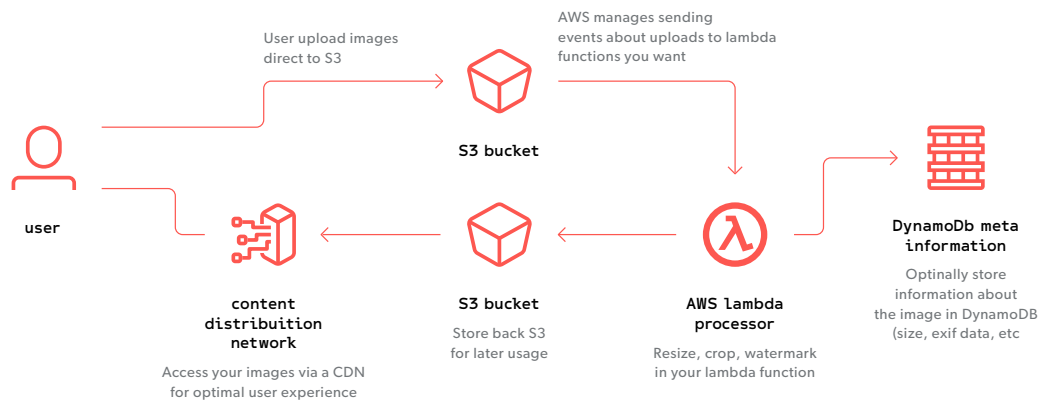 User upload images
direct to S3
AWS manages sending
events about uploads to lambda
functions you want
S3 bucket
user
DynamoDb meta
information
Optinally store
information about
the image in DynamoDB
(size, exif data, etc
content
distribuition
network
Access your images via a CDN
for optimal user experience
S3 bucket
Store back S3
for later usage
AWS lambda
processor
Resize, crop, watermark
in your lambda function